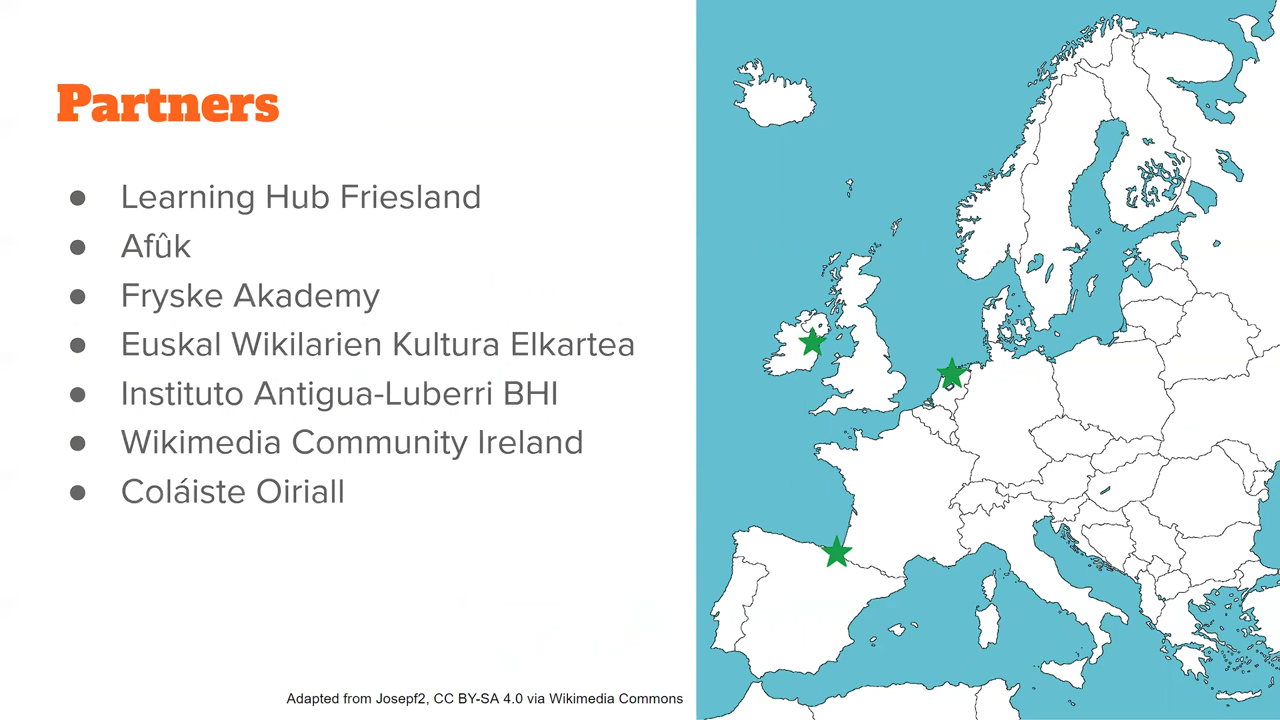 Partners
● Learning Hub Friesland
● Afûk
● Fryske Akademy
● Euskal Wikilarien Kultura Elkartea
● Instituto Antigua-Luberri BHI
● Wikimedia Community Ireland
● Coláiste Oiriall
Adapted from Josepf2, CC BY-SA 4.0 via Wikimedia Commons